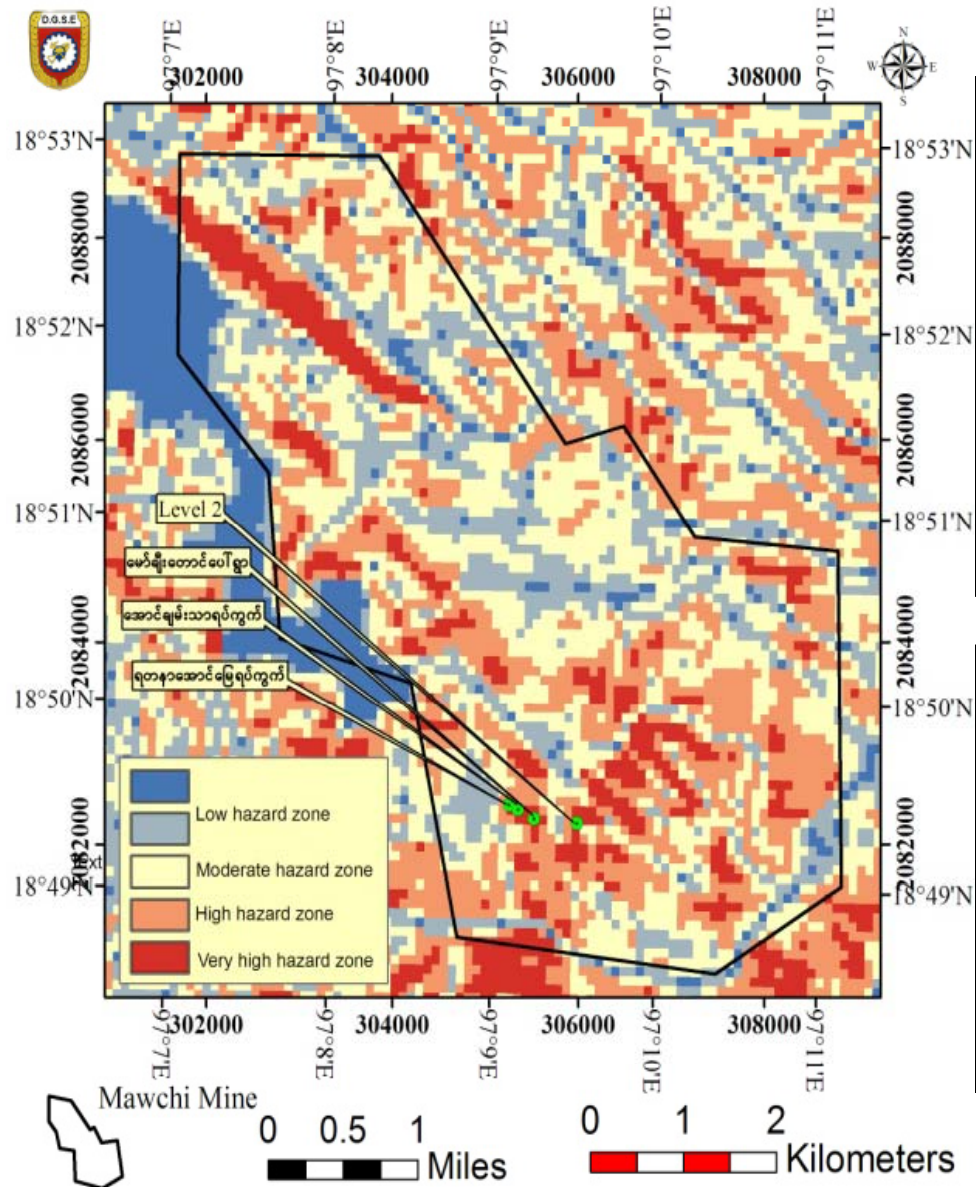 D.G.S.E
97°7'E
302000
97°8'E
304000
97°9'E
306000
97°10'E
308000
97°11'E
N
W
E
S
18°53'N
18°53'N
2088000
2088000
18°52'N
18°52'N
2086000
2086000
18°51'N
18°51'N
Level 2
မော်ချီးတောင်ပေါ်ရွာ
အောင်ချမ်းသာရပ်ကွက်
ရတနာအောင်မြေရပ်ကွက်
2084000
2084000
18°50'N
18°50'N
Low hazard zone
Moderate hazard zone
High hazard zone
Very high hazard zone
2082000
2082000
18°49'N
18°49'N
97°7'E
302000
97°8'E
304000
97°9'E
306000
97°10'E
308000
97°11'E
Mawchi Mine
0 0.5 1
Miles
0 1 2
Kilometers